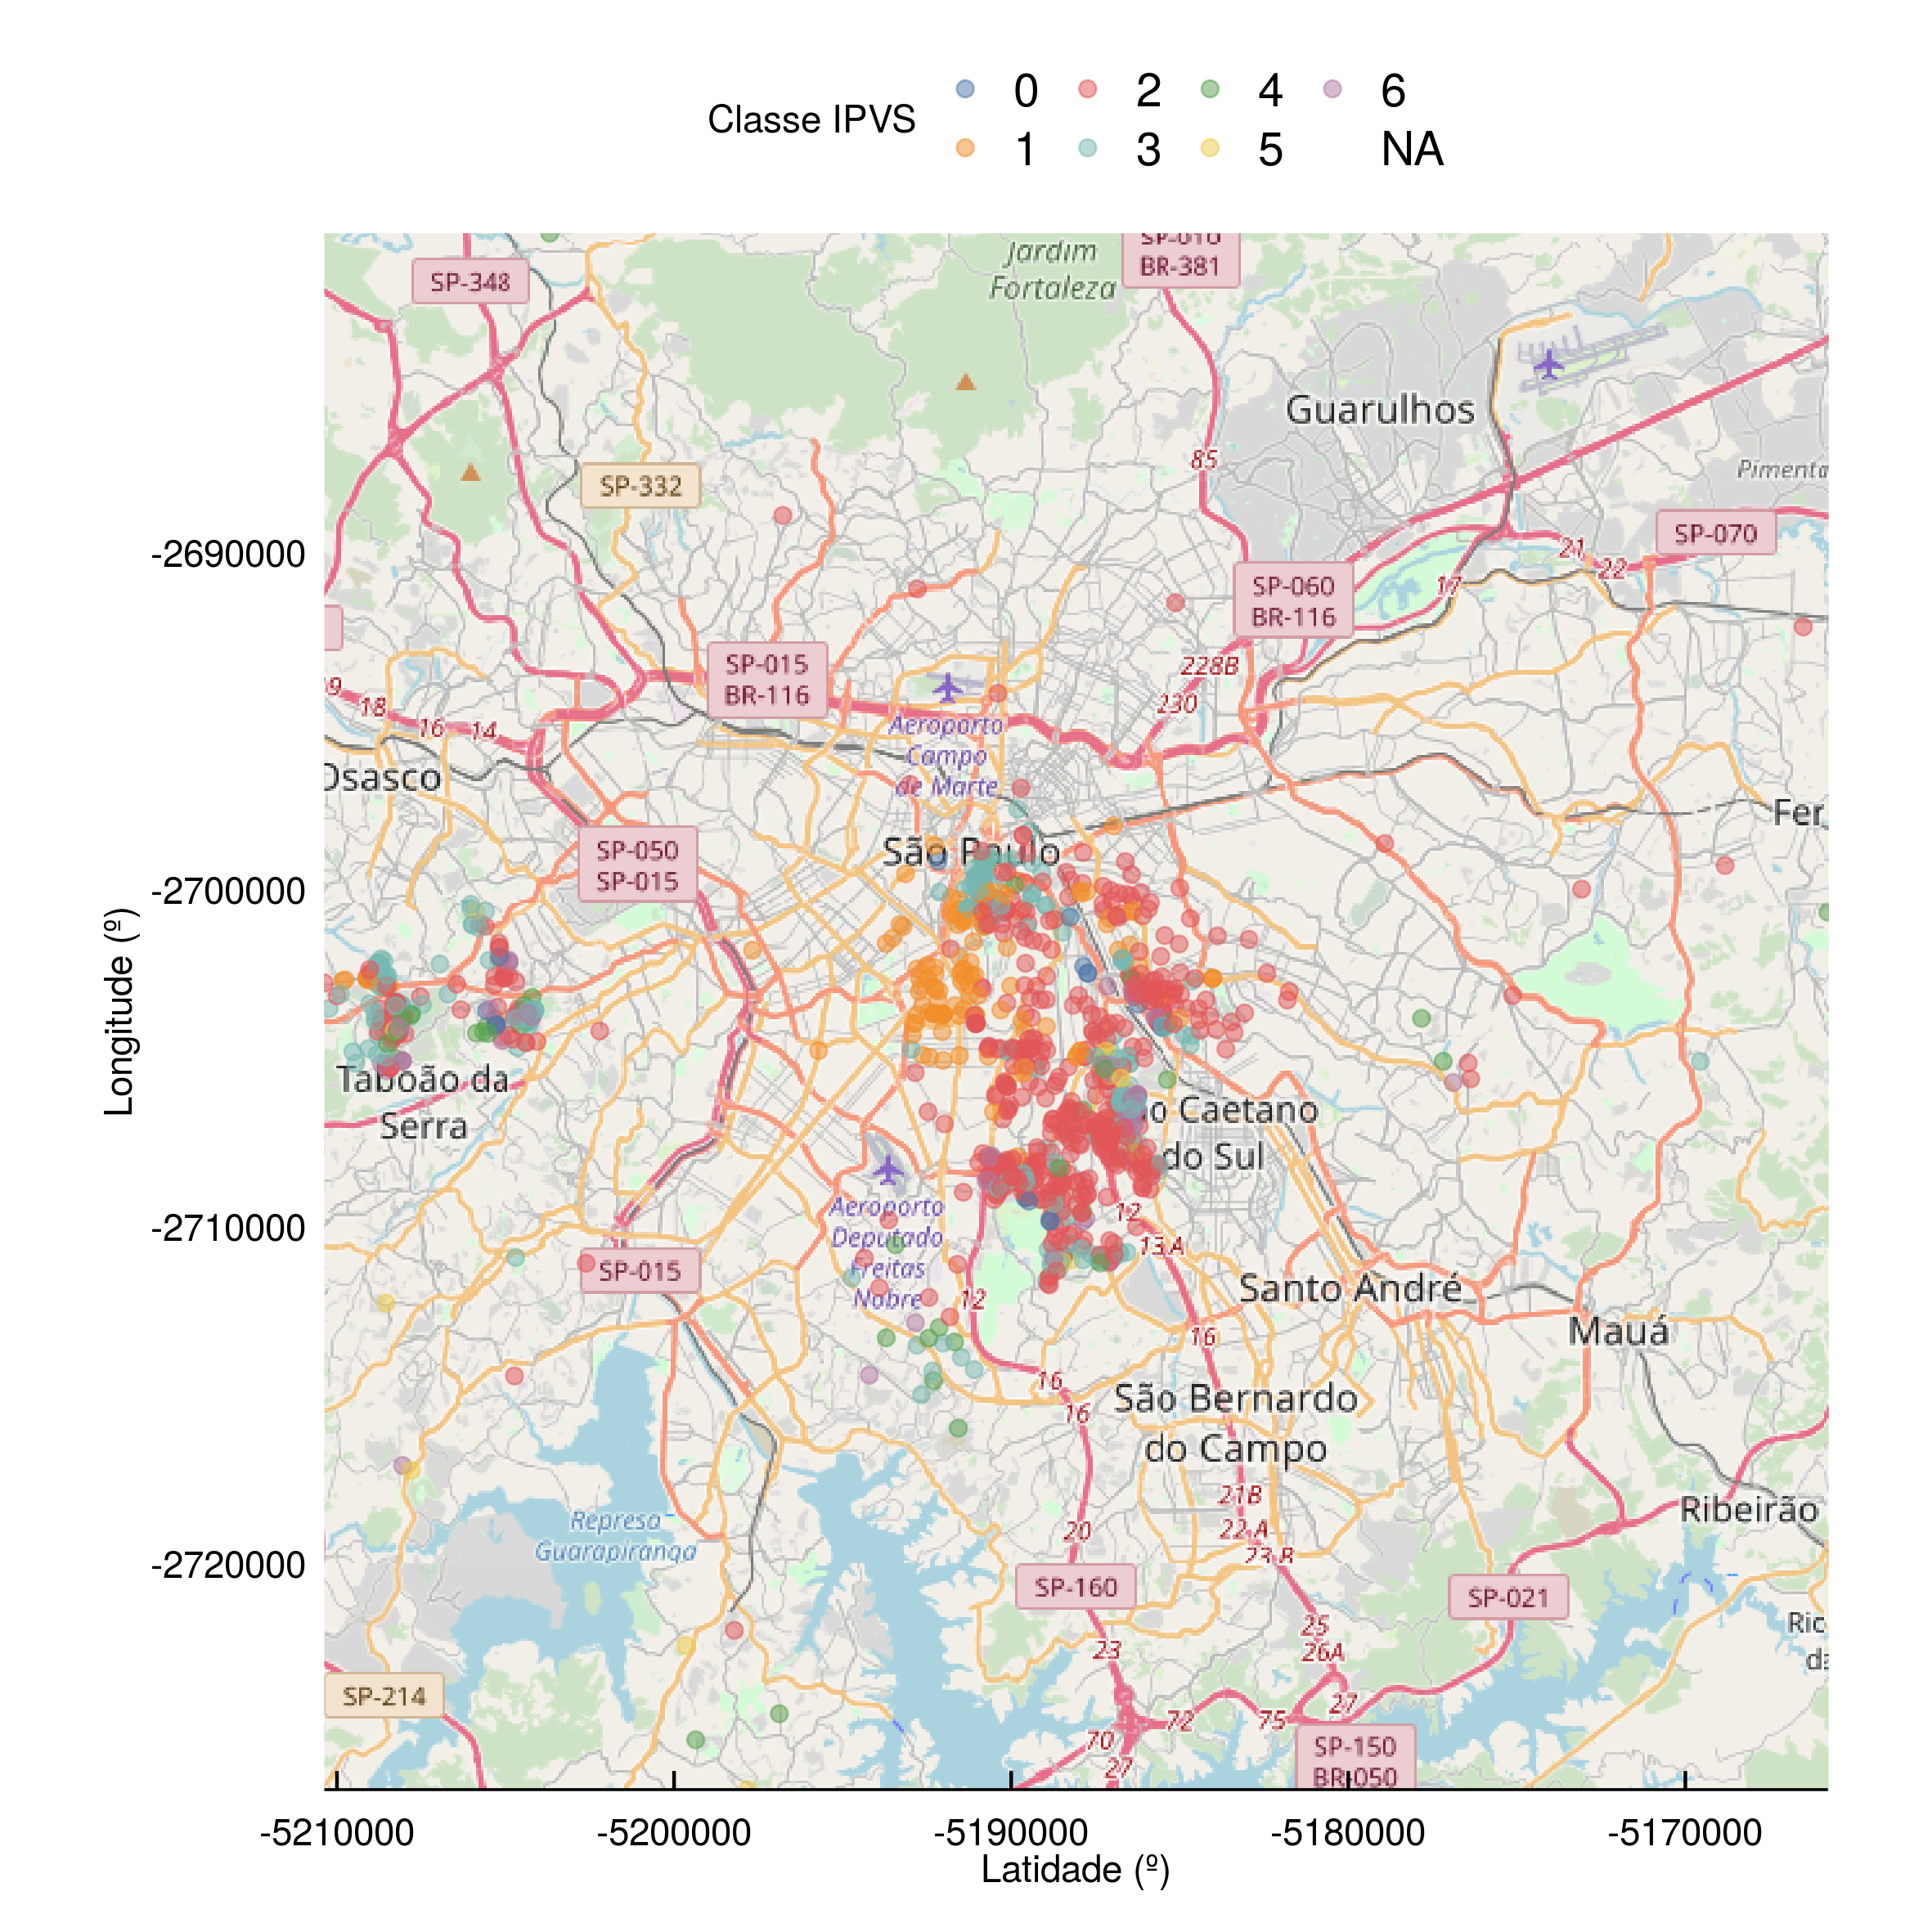 Classe IPVS
0 2 4 6
1 3 5 NA
Jardim
Fortaleza
SP-010
BR-381
SP-348
Guarulhos
85
Pimenta
SP-332
SP-070
-2690000
21
22
17
SP-060
BR-116
228B
SP-015
BR-116
9
18
16
14
230
Aeroporto
Campo
de Marte
Osasco
Fer
São Paulo
SP-050
SP-015
-2700000
Longitude (º)
Taboão da
Serra
o Caetano
do Sul
-2710000
Aeroporto
Deputado
Freitas
Nobre
12
13A
SP-015
Santo André
12
16
Mauá
16
16
São Bernardo
do Campo
21B
Ribeirão
Represa
Guarapiranga
20
22A
23B
-2720000
SP-160
SP-021
25
26A
23
Ric
da
SP-214
27
72
75
70
27
SP-150
BR-050
-5210000 -5200000 -5190000 -5180000 -5170000
Latidade (º)